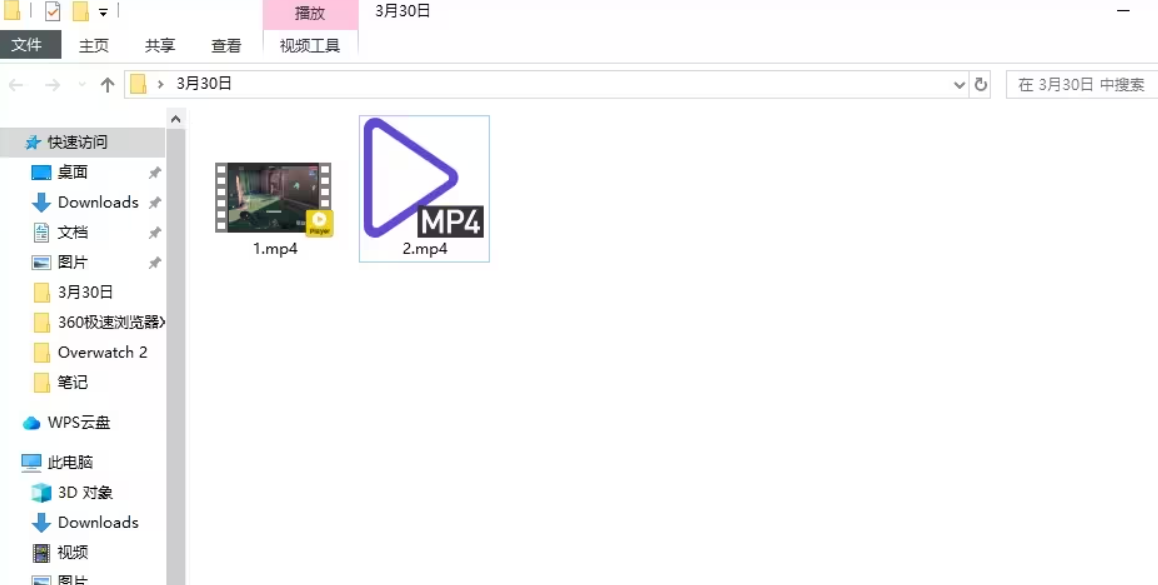 播放
3月30日
文件
主页
共享
查看
视频工具
3月30日
在 3月30日 中搜索
快速访问
桌面
Downloads
文档
图片
3月30日
360极速浏览器X
Overwatch 2
笔记
WPS云盘
此电脑
3D 对象
Downloads
视频
图片
Player
1.mp4
MP4
2.mp4